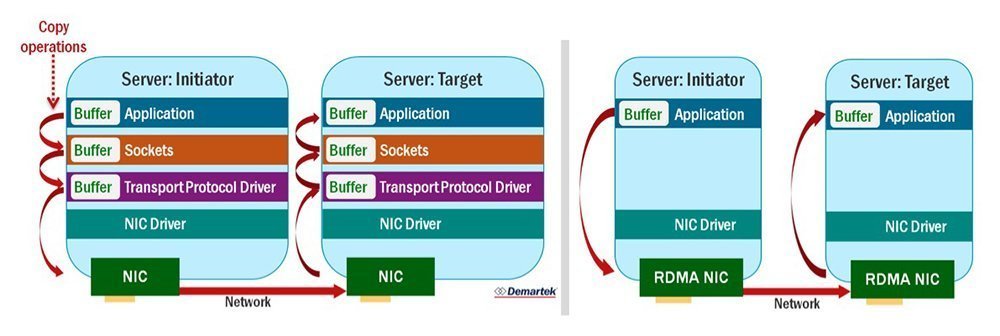 Copy
operations
Server: Initiator
Buffer Application
Buffer Sockets
Buffer Transport Protocol Driver
NIC Driver
NIC
Server: Target
Buffer Application
Buffer Sockets
Buffer Transport Protocol Driver
NIC Driver
NIC
Network
Demartek
Server: Initiator
Buffer Application
NIC Driver
RDMA NIC
Server: Target
Buffer Application
NIC Driver
RDMA NIC
Network